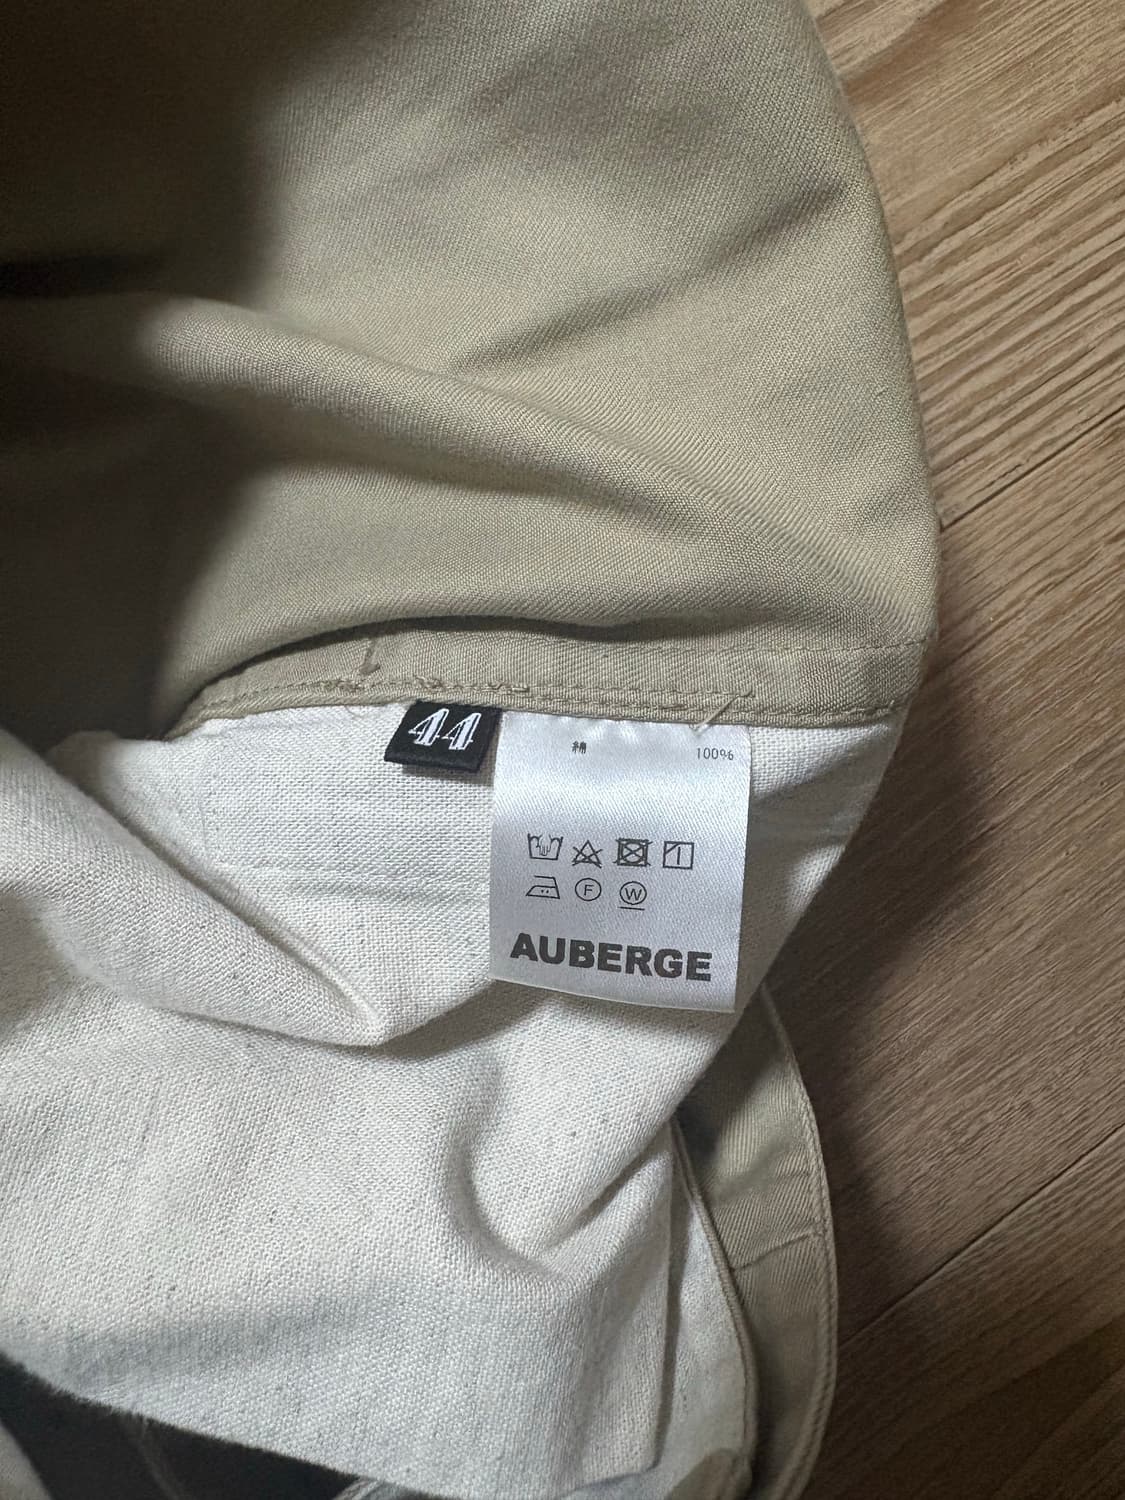 44
綿 100%
F W
AUBERGE